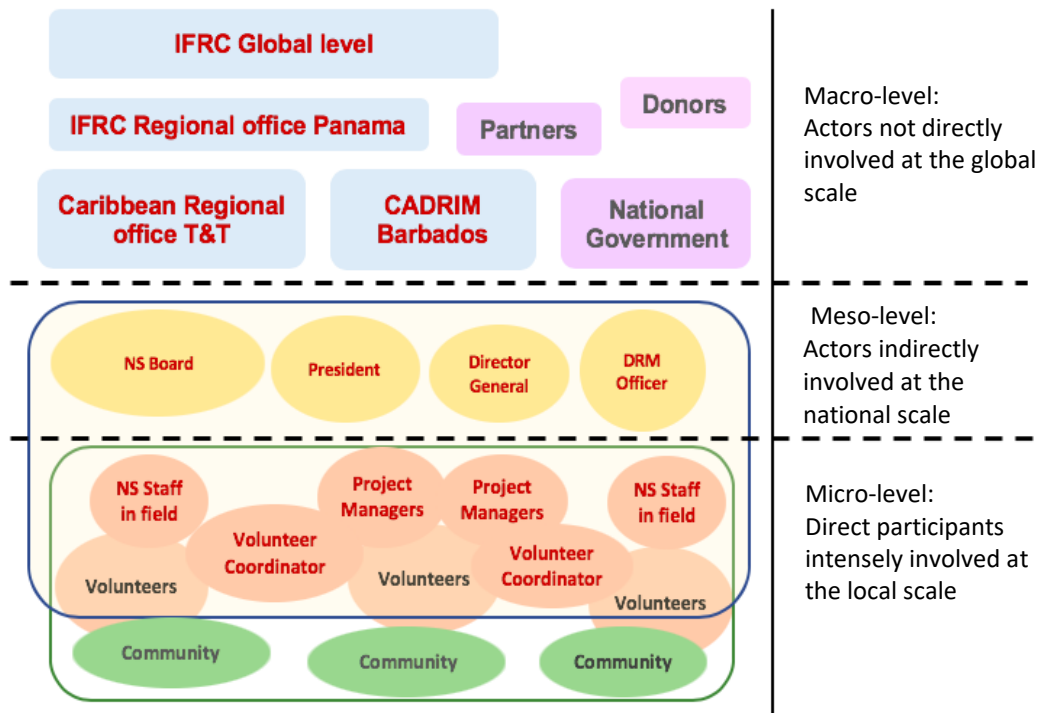 IFRC Global level
Donors
IFRC Regional office Panama
Partners
Caribbean Regional
office T&T
CADRIM
Barbados
National
Government
Macro-level:
Actors not directly
involved at the global
scale
NS Board
President
Director
General
DRM
Officer
Meso-level:
Actors indirectly
involved at the
national scale
NS Staff
in field
Project
Managers
Project
Managers
NS Staff
in field
Volunteer
Coordinator
Volunteer
Coordinator
Volunteers
Volunteers
Volunteers
Community
Community
Community
Micro-level:
Direct participants
intensely involved at
the local scale